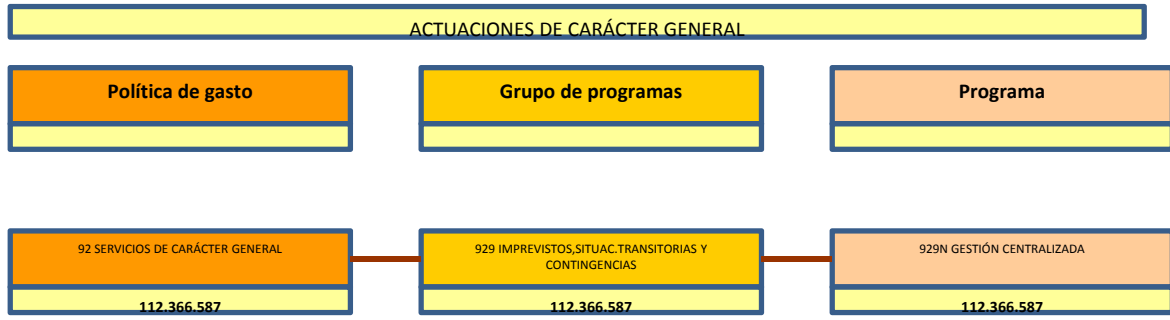 ACTUACIONES DE CARÁCTER GENERAL
Política de gasto
Grupo de programas
Programa
92 SERVICIOS DE CARÁCTER GENERAL
929 IMPREVISTOS,SITUAC.TRANSITORIAS Y
CONTINGENCIAS
929N GESTIÓN CENTRALIZADA
112.366.587
112.366.587
112.366.587